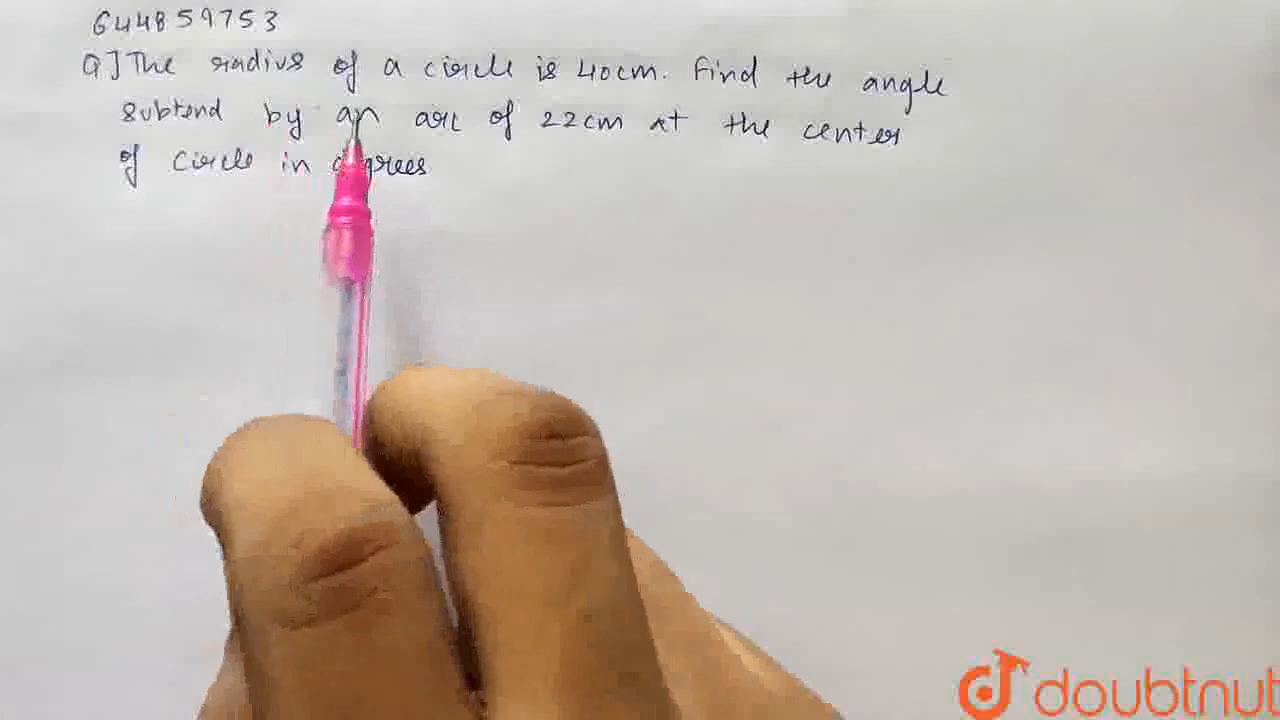 644859753
Q] The radius of a circle is 40cm. Find the angle
subtend by an arc of 22cm at the center
of circle in degrees
doubtnut